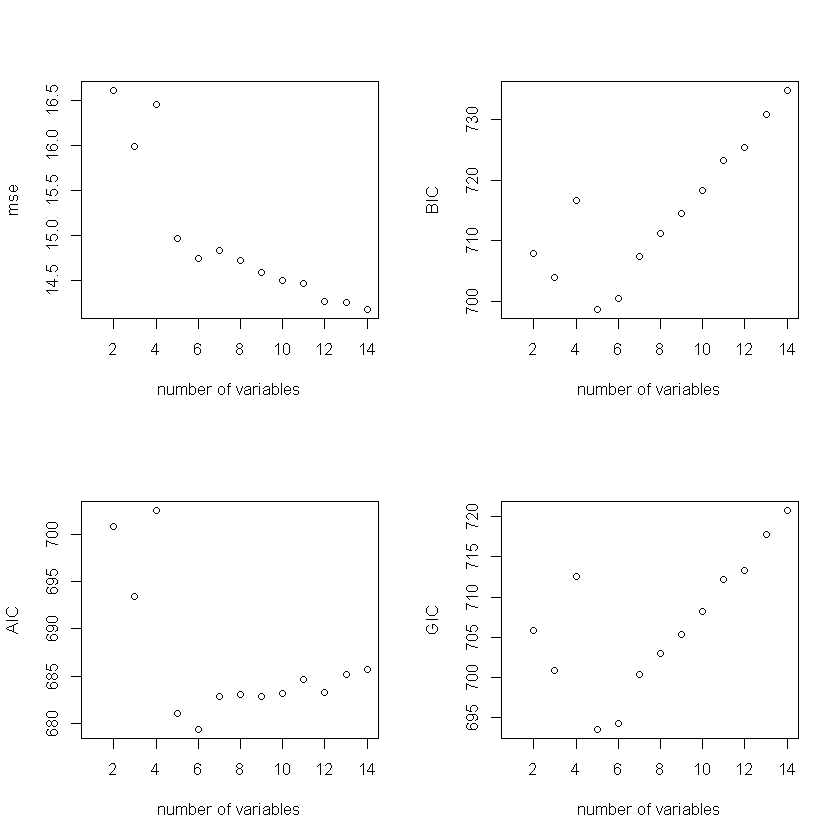 mse
16.5
16.0
15.5
15.0
14.5
2 4 6 8 10 12 14
number of variables
BIC
730
720
710
700
2 4 6 8 10 12 14
number of variables
AIC
700
695
690
685
680
2 4 6 8 10 12 14
number of variables
GIC
720
715
710
705
700
695
2 4 6 8 10 12 14
number of variables